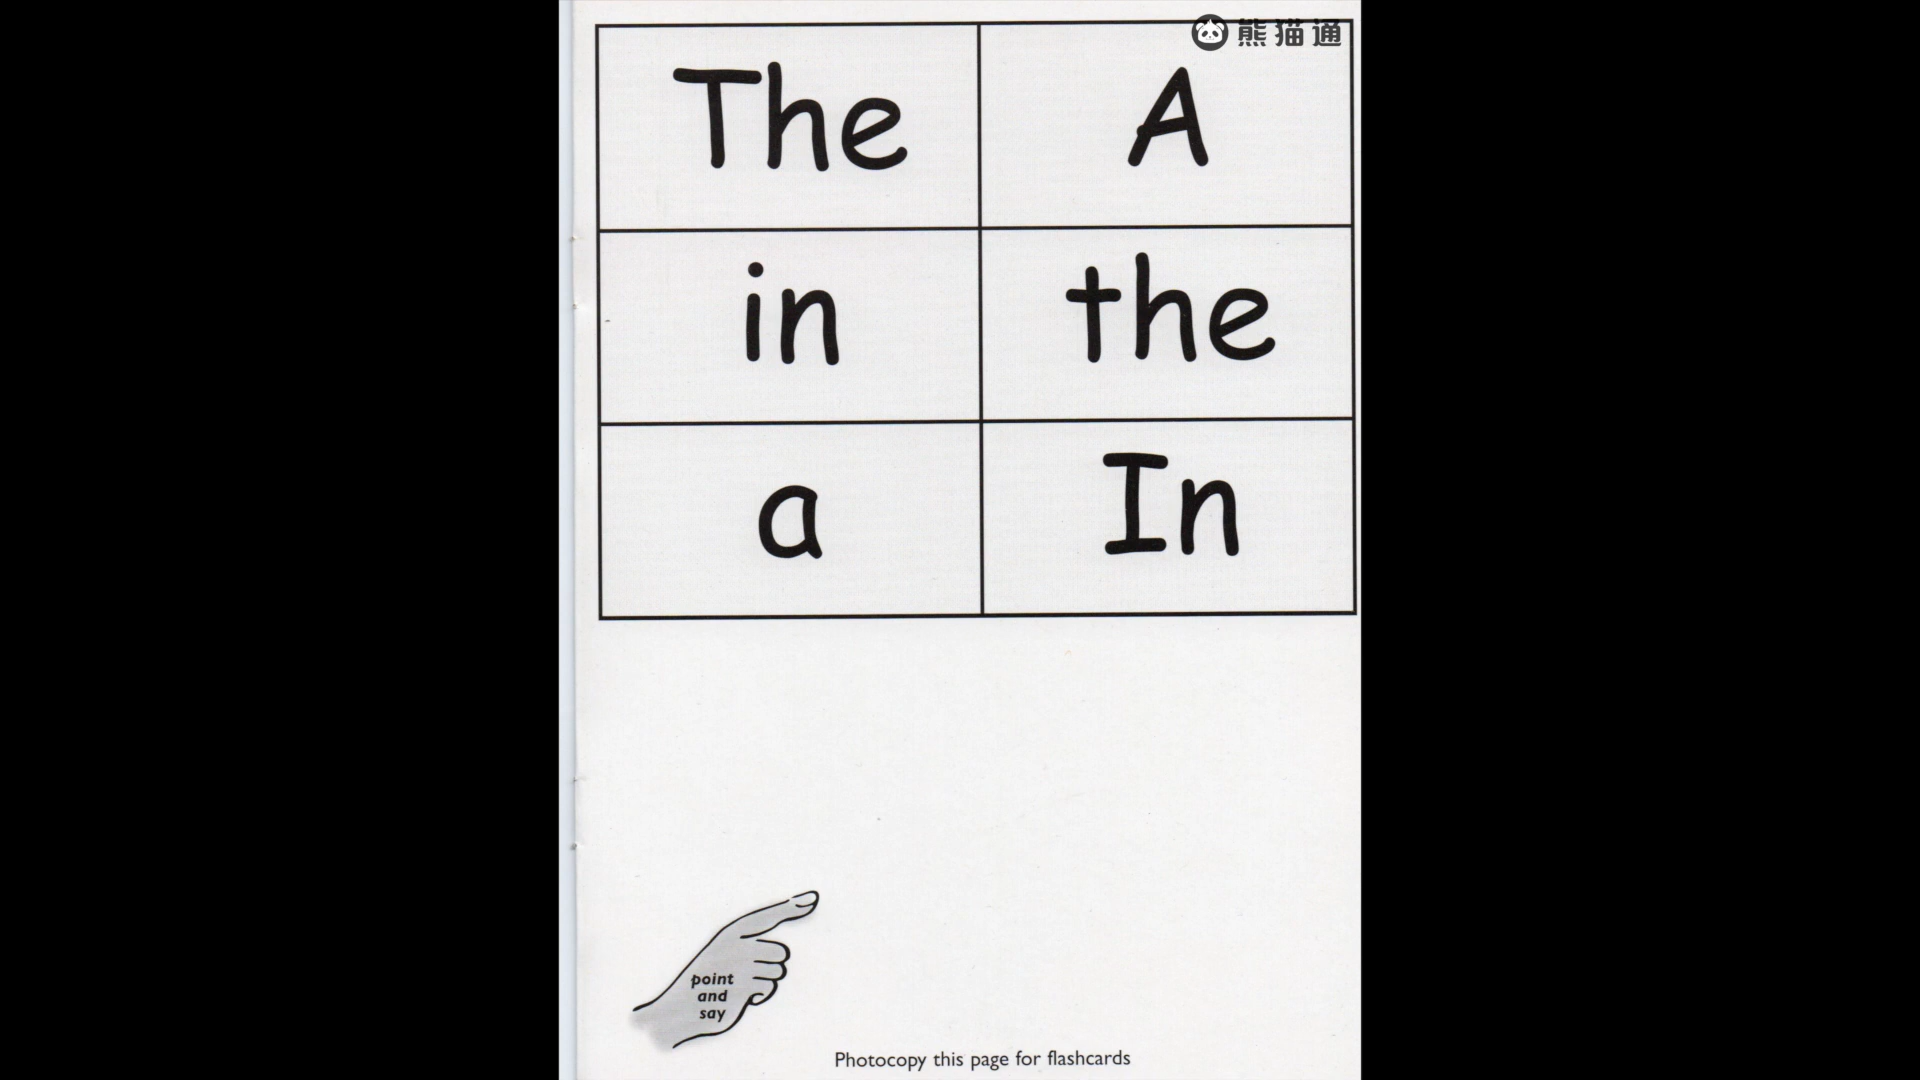 熊猫通
The A
in the
a In
point
and
say
Photocopy this page for flashcards